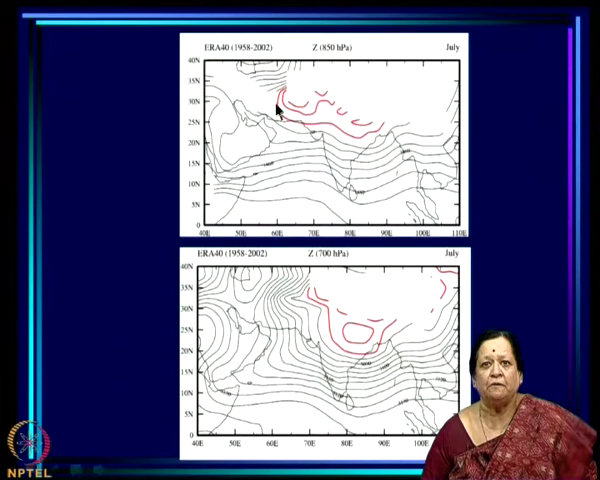 ERA40 (1958-2002) Z (850 hPa) July
40N
35N
30N
25N
20N
15N
10N
5N
0
40E 50E 60E 70E 80E 90E 100E 110E
ERA40 (1958-2002) Z (700 hPa) July
40N
35N
30N
25N
20N
15N
10N
5N
0
40E 50E 60E 70E 80E 90E 100E
NPTEL